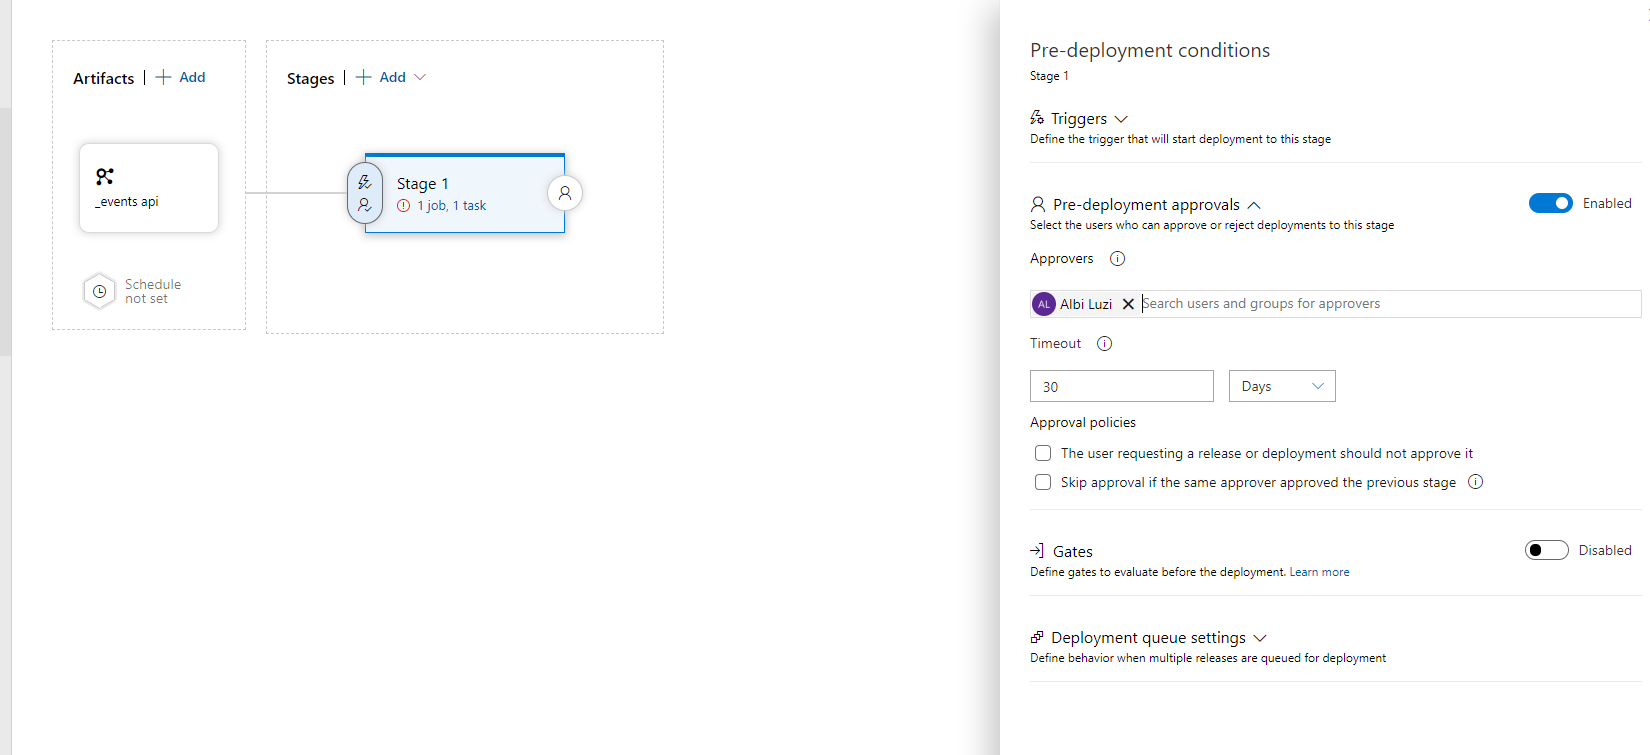 Artifacts | + Add
_events api
Schedule
not set
Stages | + Add
Stage 1
1 job, 1 task
Pre-deployment conditions
Stage 1
Triggers
Define the trigger that will start deployment to this stage
Pre-deployment approvals
Enabled
Select the users who can approve or reject deployments to this stage
Approvers
AL Albi Luzi Search users and groups for approvers
Timeout
30 Days
Approval policies
The user requesting a release or deployment should not approve it
Skip approval if the same approver approved the previous stage
Gates
Disabled
Define gates to evaluate before the deployment. Learn more
Deployment queue settings
Define behavior when multiple releases are queued for deployment